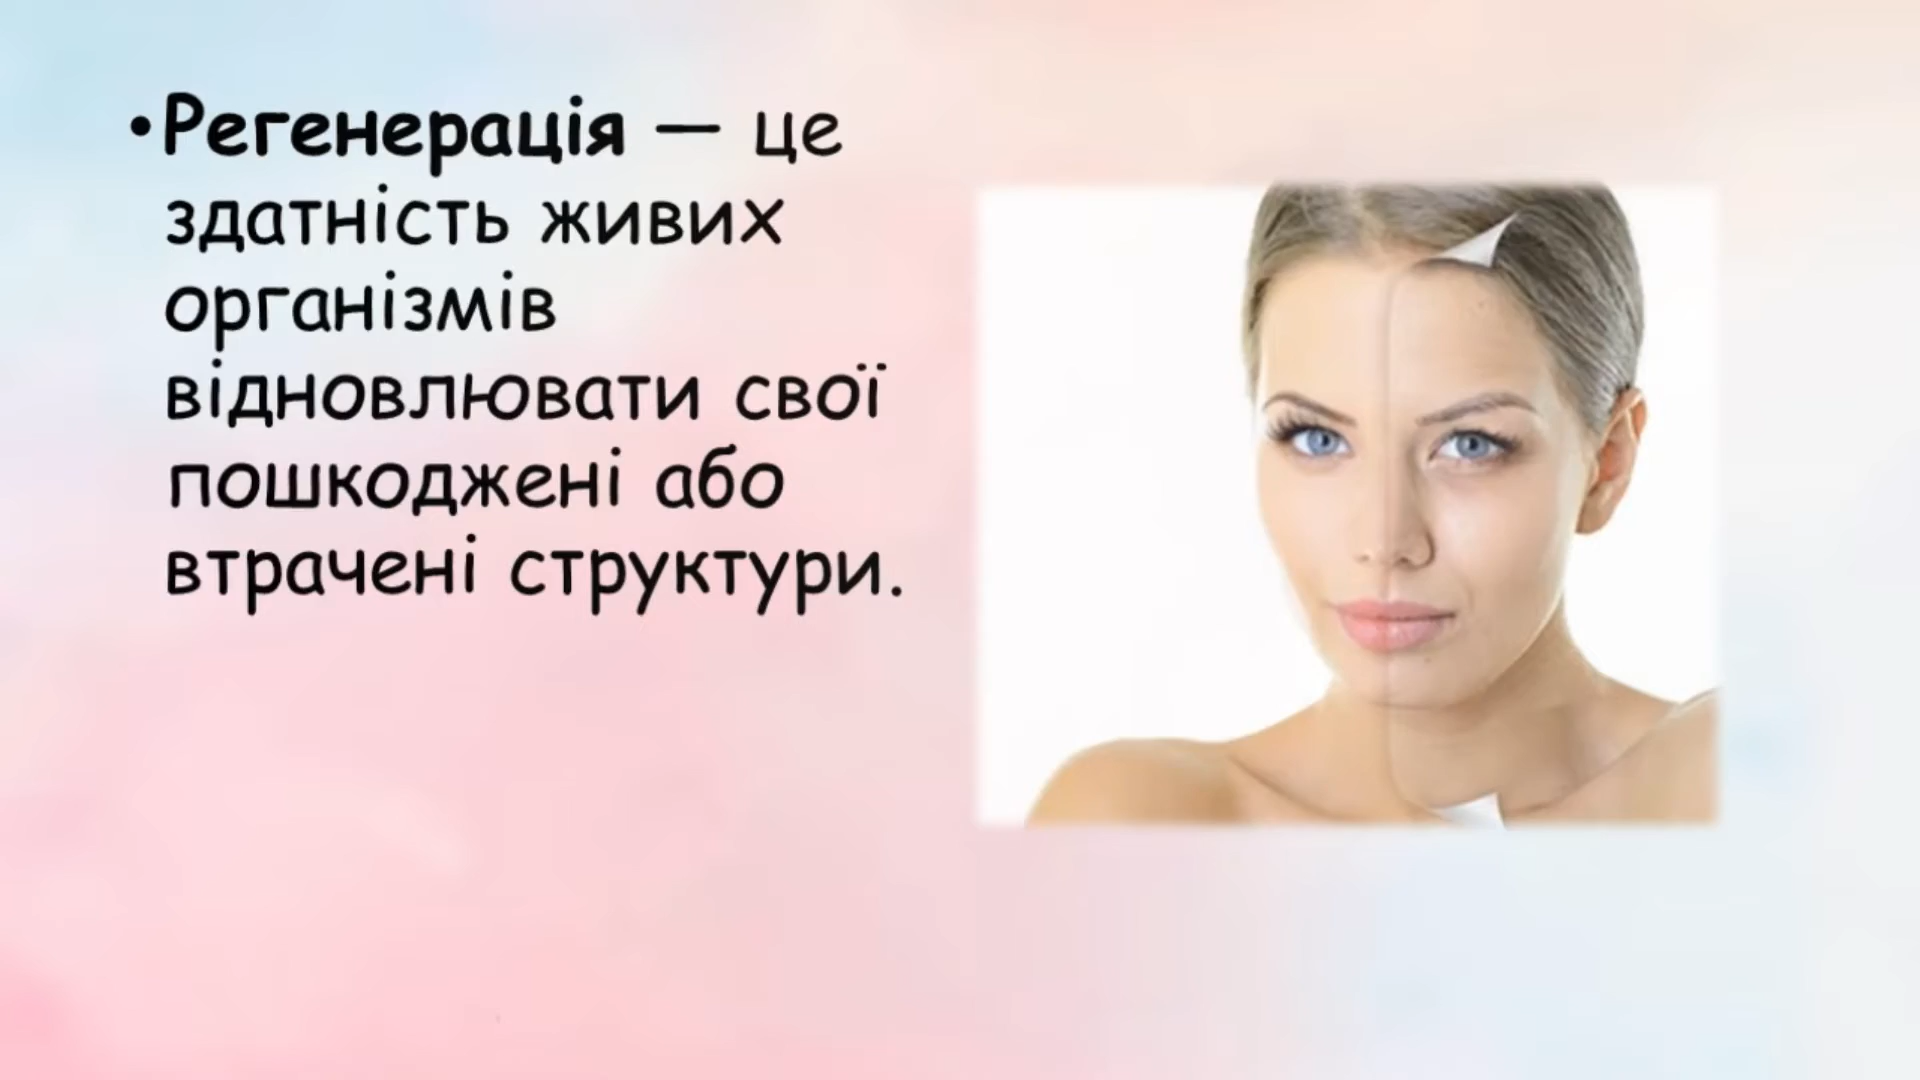 •Регенерація — це
здатність живих
організмів
відновлювати свої
пошкоджені або
втрачені структури.